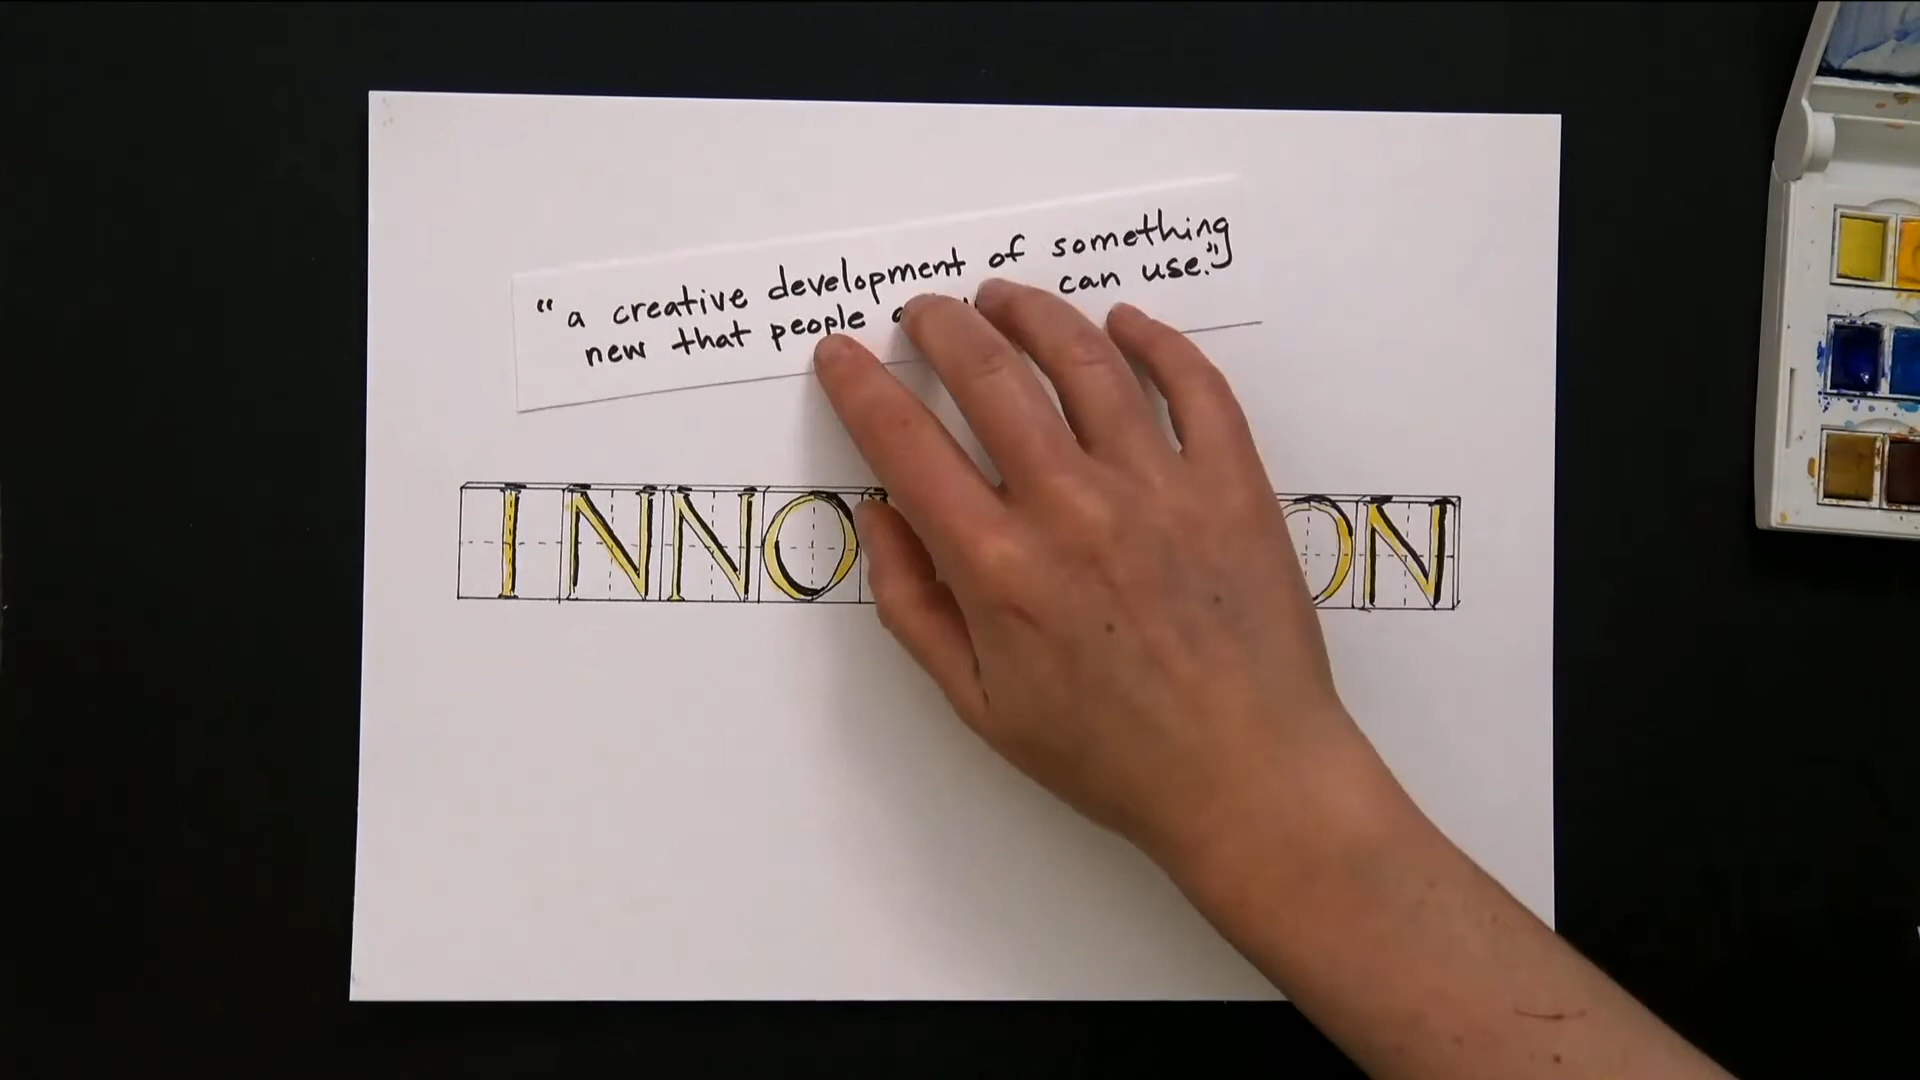 “a creative development of something
new that people can use.”
INNO ON